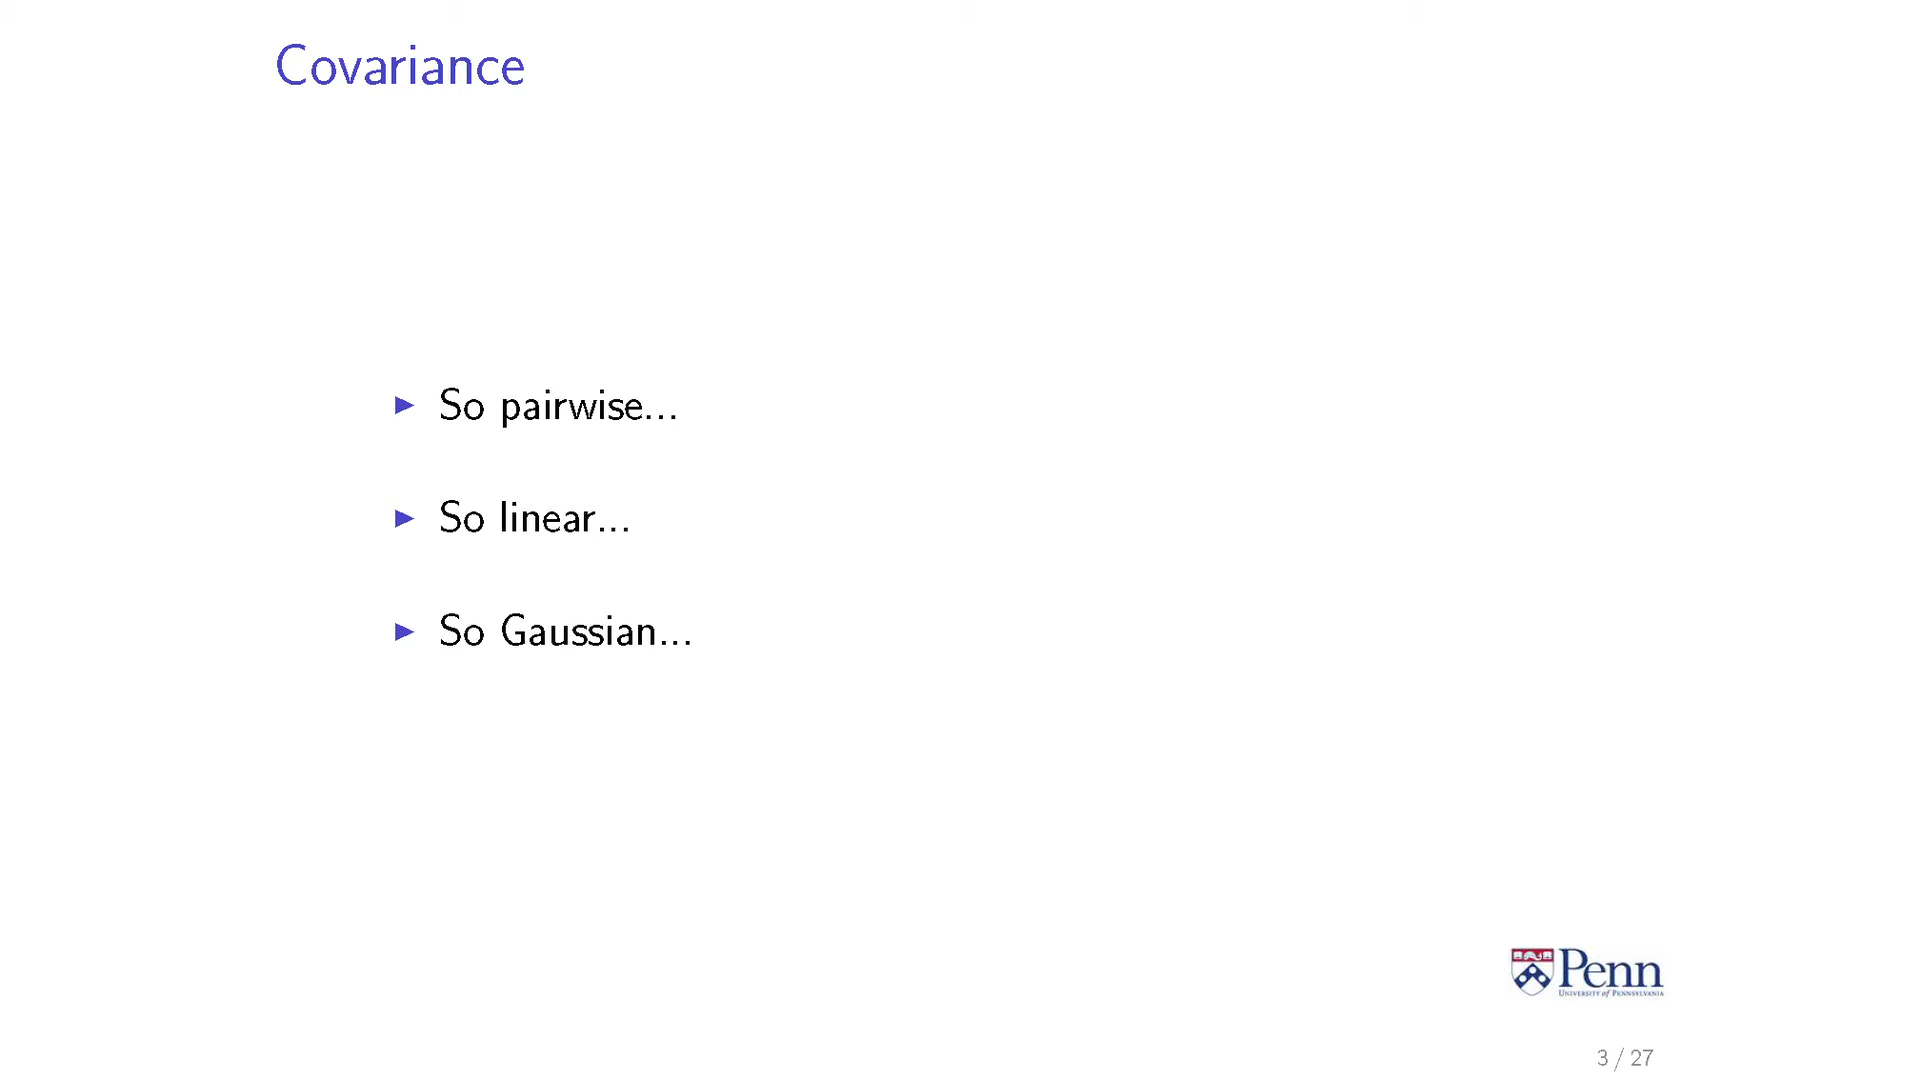 Covariance
▶ So pairwise...
▶ So linear...
▶ So Gaussian...
Penn
UNIVERSITY of PENNSYLVANIA
3 / 27